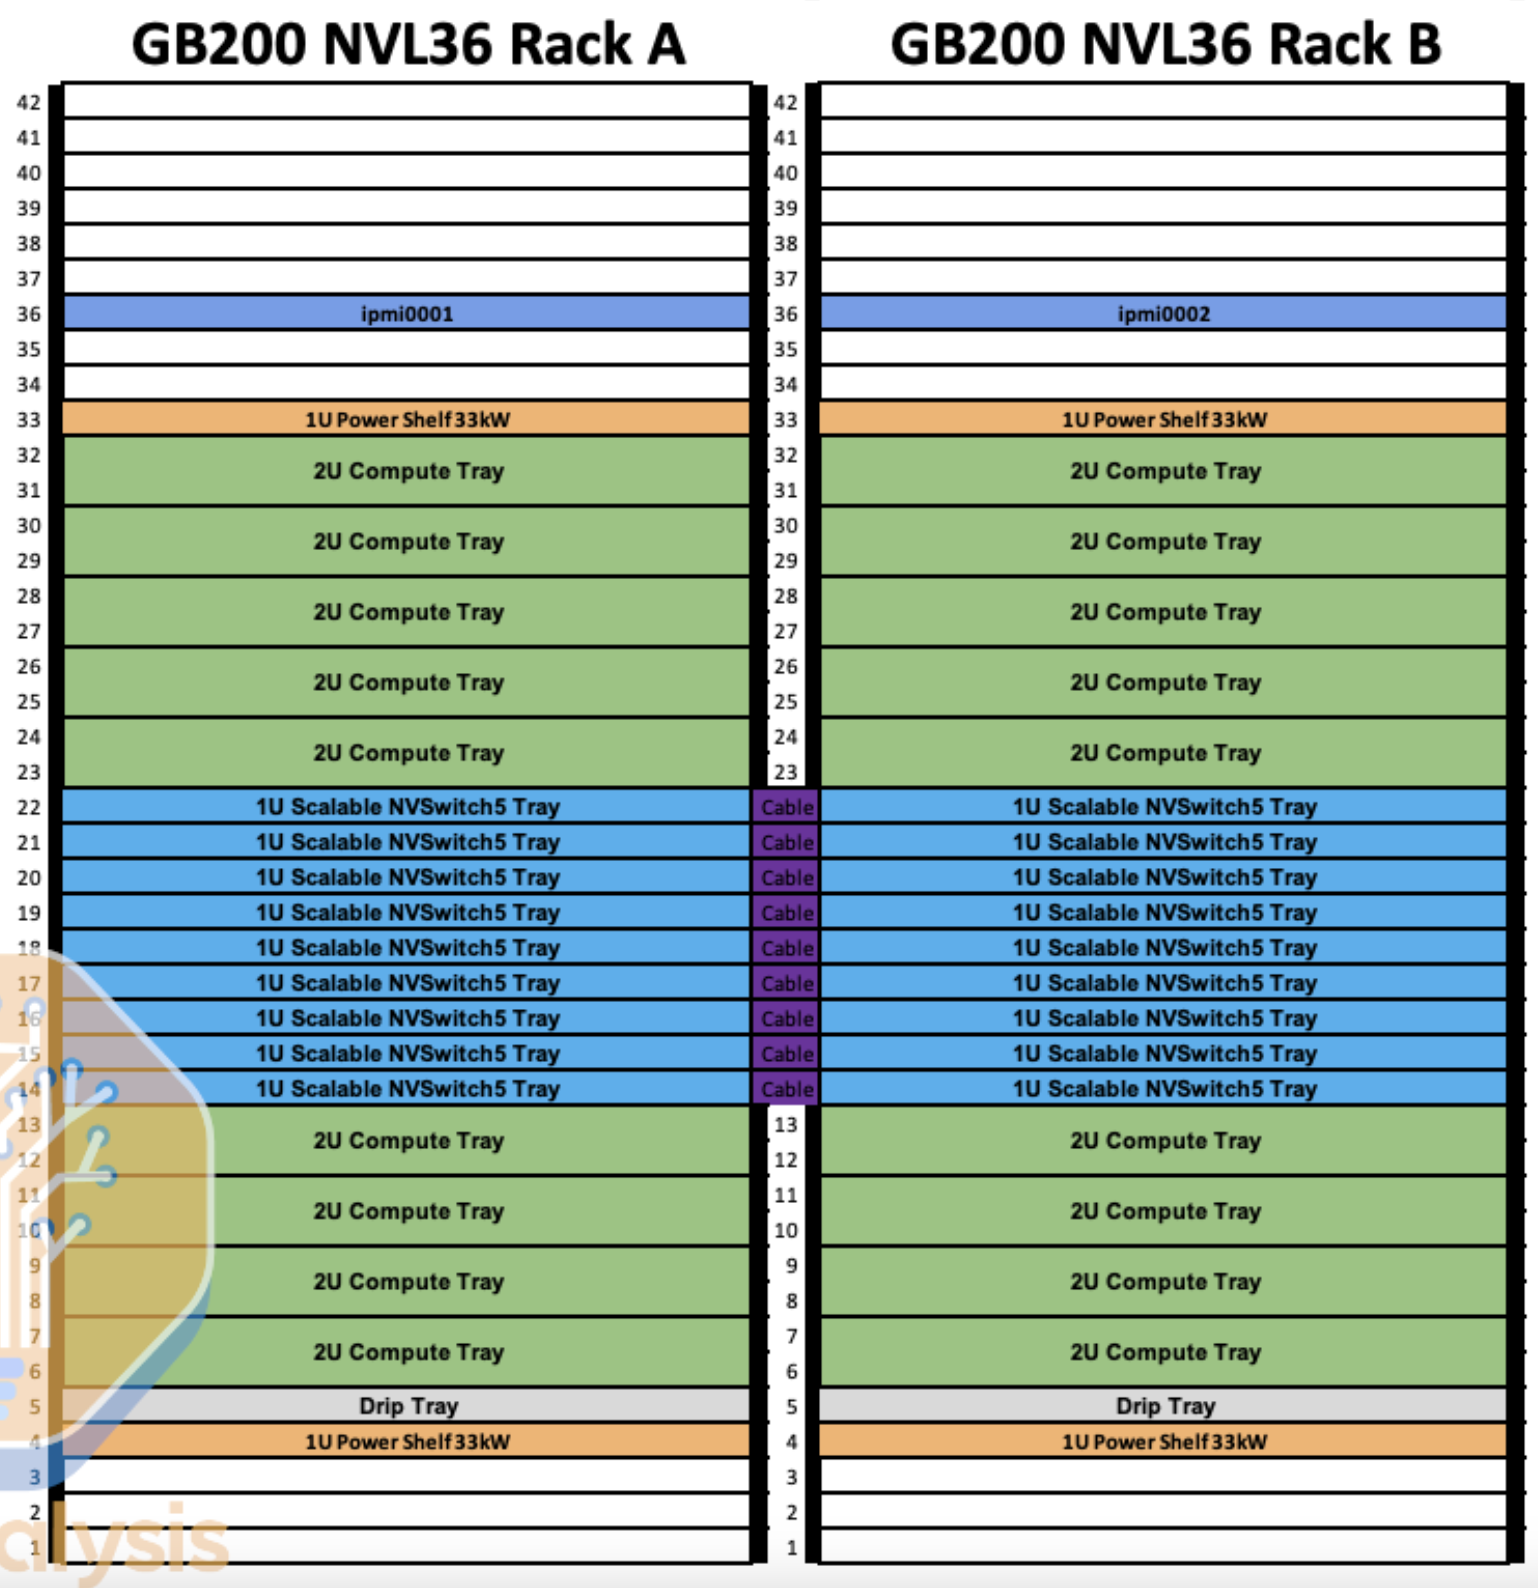 GB200 NVL36 Rack A GB200 NVL36 Rack B
42 42
41 41
40 40
39 39
38 38
37 37
36 ipmi0001 36 ipmi0002
35 35
34 34
33 1U Power Shelf 33kW 33 1U Power Shelf 33kW
32 2U Compute Tray 32 2U Compute Tray
31 31
30 2U Compute Tray 30 2U Compute Tray
29 29
28 2U Compute Tray 28 2U Compute Tray
27 27
26 2U Compute Tray 26 2U Compute Tray
25 25
24 2U Compute Tray 24 2U Compute Tray
23 23
22 1U Scalable NVSwitch5 Tray Cable 1U Scalable NVSwitch5 Tray
21 1U Scalable NVSwitch5 Tray Cable 1U Scalable NVSwitch5 Tray
20 1U Scalable NVSwitch5 Tray Cable 1U Scalable NVSwitch5 Tray
19 1U Scalable NVSwitch5 Tray Cable 1U Scalable NVSwitch5 Tray
18 1U Scalable NVSwitch5 Tray Cable 1U Scalable NVSwitch5 Tray
17 1U Scalable NVSwitch5 Tray Cable 1U Scalable NVSwitch5 Tray
16 1U Scalable NVSwitch5 Tray Cable 1U Scalable NVSwitch5 Tray
15 1U Scalable NVSwitch5 Tray Cable 1U Scalable NVSwitch5 Tray
14 1U Scalable NVSwitch5 Tray Cable 1U Scalable NVSwitch5 Tray
13 2U Compute Tray 13 2U Compute Tray
12 12
11 2U Compute Tray 11 2U Compute Tray
10 10
9 2U Compute Tray 9 2U Compute Tray
8 8
7 2U Compute Tray 7 2U Compute Tray
6 6
5 Drip Tray 5 Drip Tray
4 1U Power Shelf 33kW 4 1U Power Shelf 33kW
3 3
2 2
alysis
1 1